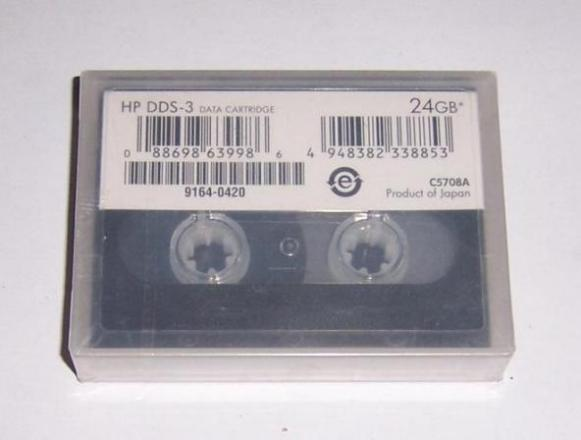 HP DDS-3 DATA CARTRIDGE 24GB*
0 88698 63998 6 4 948382 338853
9164-0420 e C5708A
Product of Japan